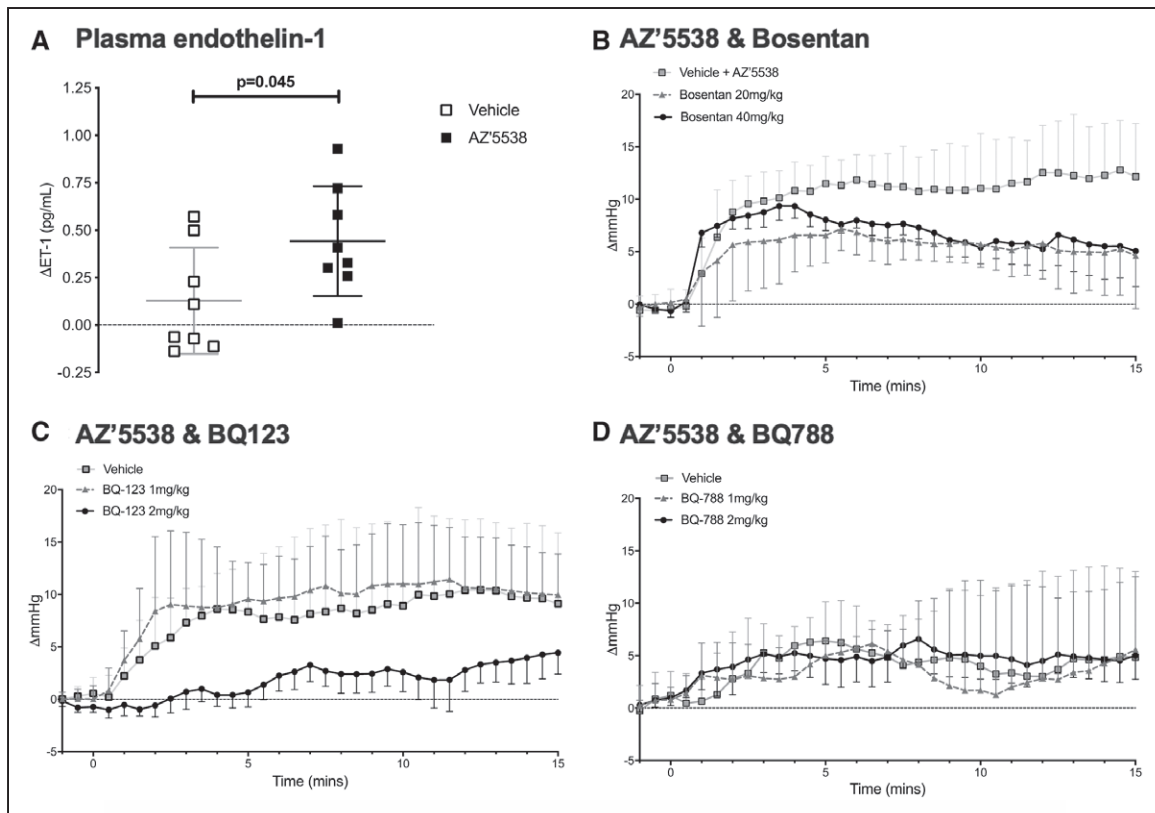 A Plasma endothelin-1
p=0.045
Vehicle
AZ'5538
ΔET-1 (pg/mL)
1.25
1.00
0.75
0.50
0.25
0.00
-0.25
B AZ'5538 & Bosentan
Vehicle + AZ'5538
Bosentan 20mg/kg
Bosentan 40mg/kg
ΔmmHg
20
15
10
5
0
-5
0 5 10 15
Time (mins)
C AZ'5538 & BQ123
Vehicle
BQ-123 1mg/kg
BQ-123 2mg/kg
ΔmmHg
20
15
10
5
0
-5
0 5 10 15
Time (mins)
D AZ'5538 & BQ788
Vehicle
BQ-788 1mg/kg
BQ-788 2mg/kg
ΔmmHg
20
15
10
5
0
-5
0 5 10 15
Time (mins)